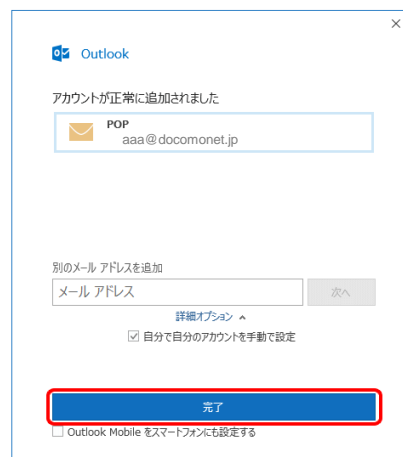 Outlook
アカウントが正常に追加されました
POP
aaa@docomonet.jp
別のメール アドレスを追加
メール アドレス
次へ
詳細オプション
自分で自分のアカウントを手動で設定
完了
Outlook Mobile をスマートフォンにも設定する